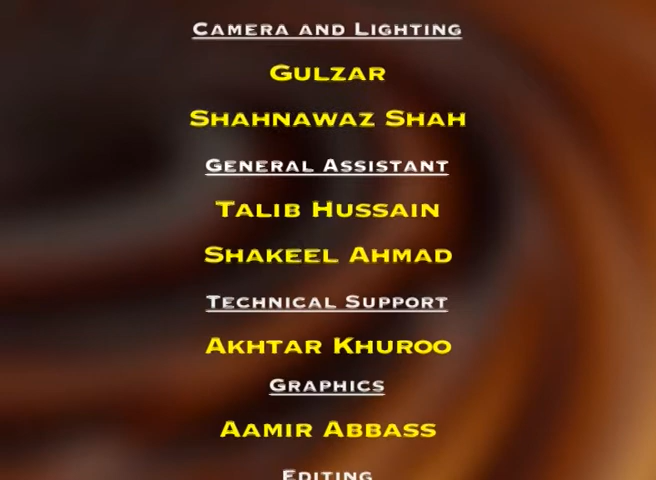 CAMERA AND LIGHTING
GULZAR
SHAHNAWAZ SHAH
GENERAL ASSISTANT
TALIB HUSSAIN
SHAKEEL AHMAD
TECHNICAL SUPPORT
AKHTAR KHUROO
GRAPHICS
AAMIR ABBASS
EDITING